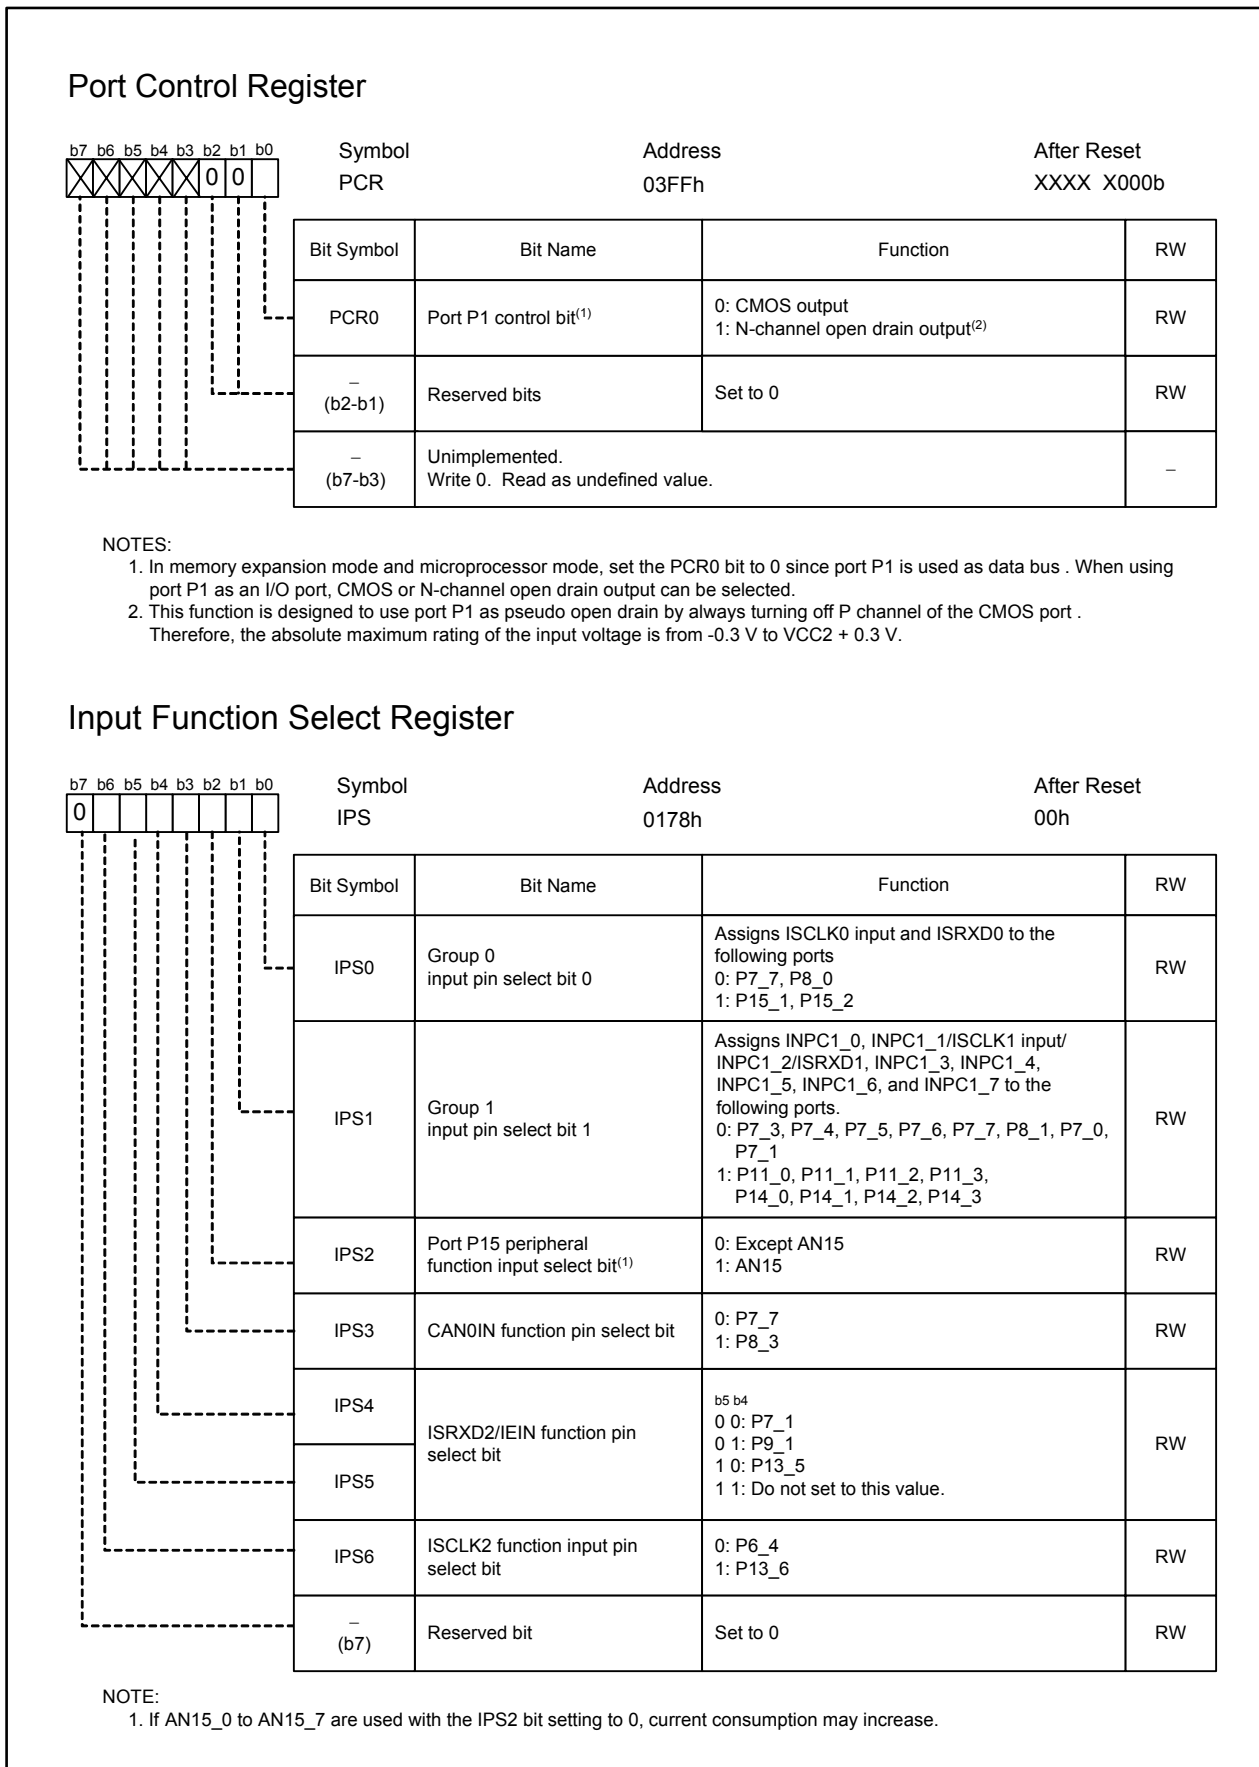 Port Control Register
b7 b6 b5 b4 b3 b2 b1 b0
0 0
Symbol Address After Reset
PCR 03FFh XXXX X000b
Bit Symbol Bit Name Function RW
PCR0 Port P1 control bit(1) 0: CMOS output
1: N-channel open drain output(2) RW
–
(b2-b1) Reserved bits Set to 0 RW
–
(b7-b3) Unimplemented.
Write 0. Read as undefined value. –
NOTES:
1. In memory expansion mode and microprocessor mode, set the PCR0 bit to 0 since port P1 is used as data bus . When using
port P1 as an I/O port, CMOS or N-channel open drain output can be selected.
2. This function is designed to use port P1 as pseudo open drain by always turning off P channel of the CMOS port .
Therefore, the absolute maximum rating of the input voltage is from -0.3 V to VCC2 + 0.3 V.
Input Function Select Register
b7 b6 b5 b4 b3 b2 b1 b0
0
Symbol Address After Reset
IPS 0178h 00h
Bit Symbol Bit Name Function RW
IPS0 Group 0
input pin select bit 0
Assigns ISCLK0 input and ISRXD0 to the
following ports
0: P7_7, P8_0
1: P15_1, P15_2
RW
IPS1 Group 1
input pin select bit 1
Assigns INPC1_0, INPC1_1/ISCLK1 input/
INPC1_2/ISRXD1, INPC1_3, INPC1_4,
INPC1_5, INPC1_6, and INPC1_7 to the
following ports.
0: P7_3, P7_4, P7_5, P7_6, P7_7, P8_1, P7_0,
P7_1
1: P11_0, P11_1, P11_2, P11_3,
P14_0, P14_1, P14_2, P14_3
RW
IPS2 Port P15 peripheral
function input select bit(1)
0: Except AN15
1: AN15
RW
IPS3 CAN0IN function pin select bit
0: P7_7
1: P8_3
RW
IPS4
IPS5
ISRXD2/IEIN function pin
select bit
b5 b4
0 0: P7_1
0 1: P9_1
1 0: P13_5
1 1: Do not set to this value.
RW
IPS6 ISCLK2 function input pin
select bit
0: P6_4
1: P13_6
RW
–
(b7) Reserved bit Set to 0 RW
NOTE:
1. If AN15_0 to AN15_7 are used with the IPS2 bit setting to 0, current consumption may increase.